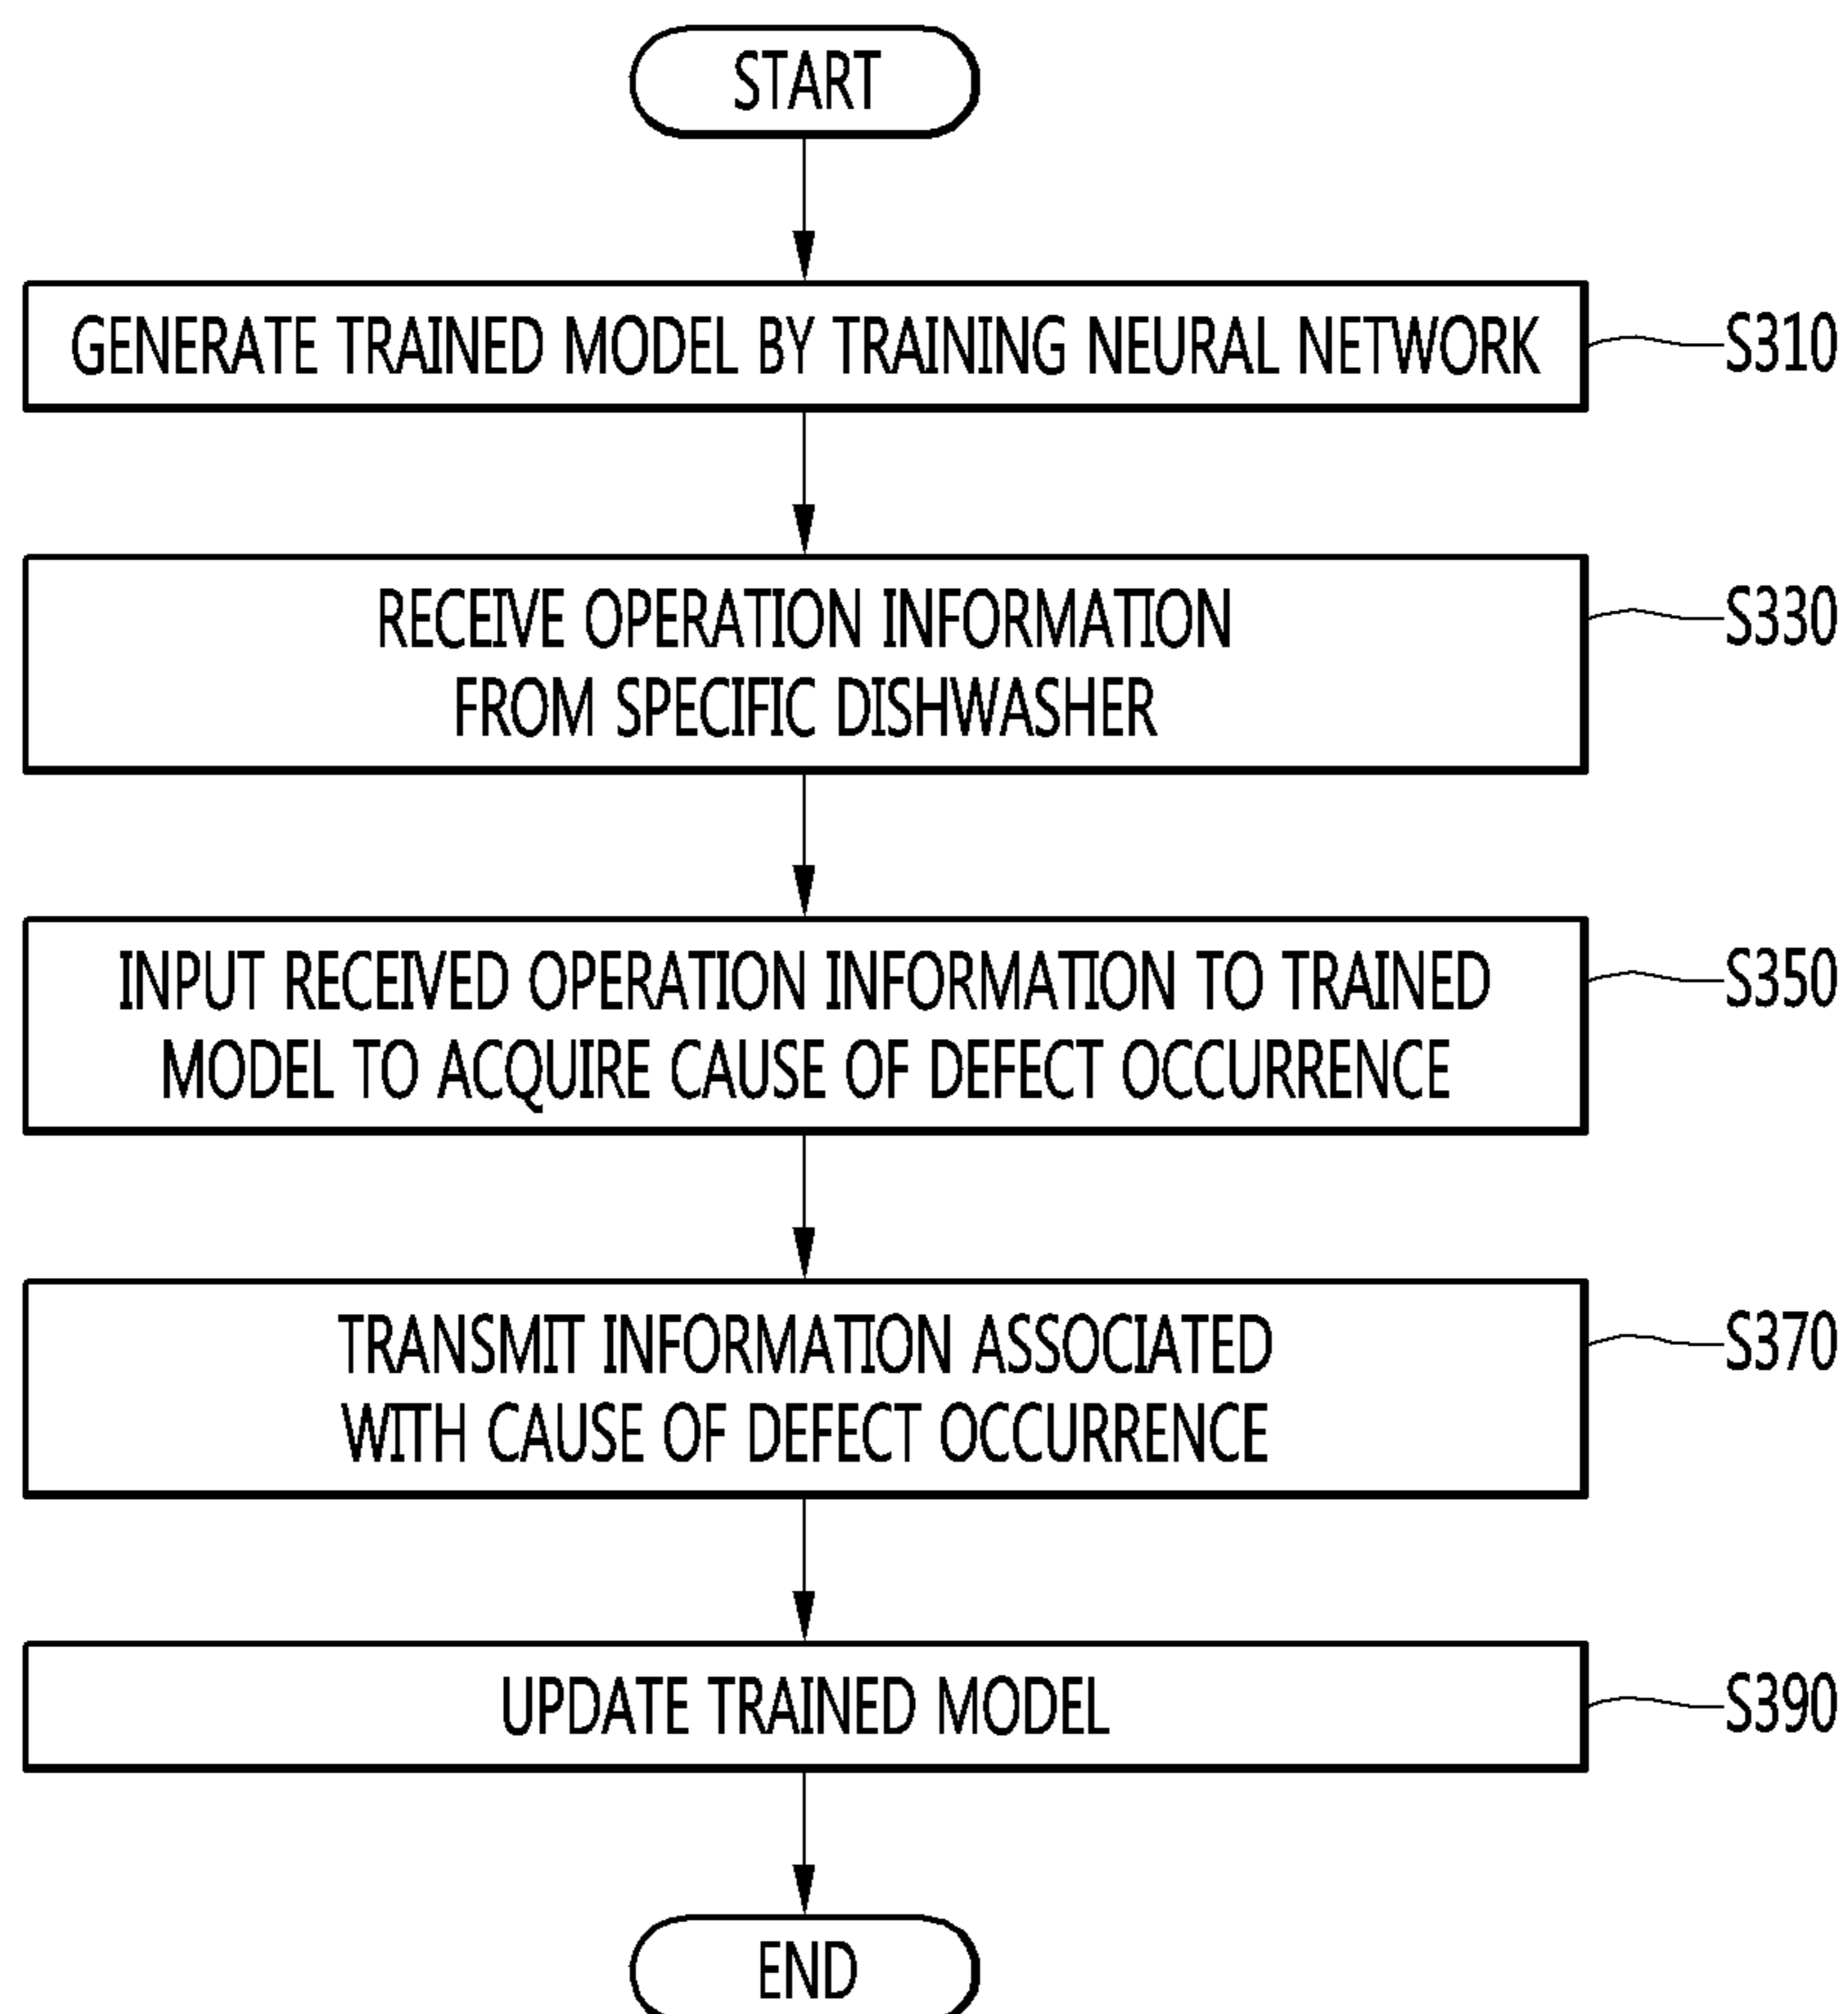 START
GENERATE TRAINED MODEL BY TRAINING NEURAL NETWORK
S310
RECEIVE OPERATION INFORMATION
FROM SPECIFIC DISHWASHER
S330
INPUT RECEIVED OPERATION INFORMATION TO TRAINED
MODEL TO ACQUIRE CAUSE OF DEFECT OCCURRENCE
S350
TRANSMIT INFORMATION ASSOCIATED
WITH CAUSE OF DEFECT OCCURRENCE
S370
UPDATE TRAINED MODEL
S390
END